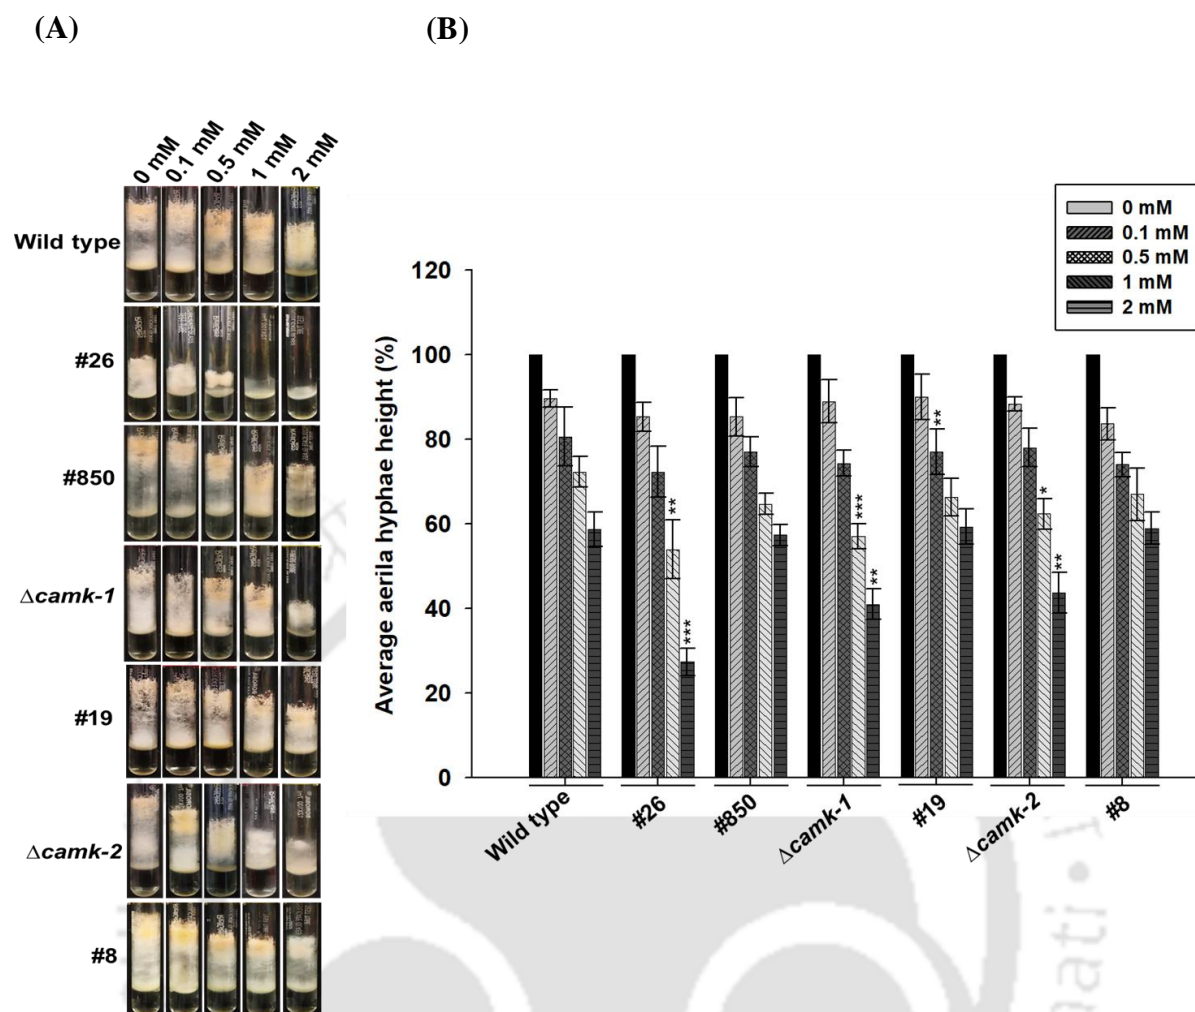 (A)
(B)
0 mM
0.1 mM
0.5 mM
1 mM
2 mM
Wild type
#26
#850
Δcamk-1
#19
Δcamk-2
#8
0 mM
0.1 mM
0.5 mM
1 mM
2 mM
Average aerila hyphae height (%)
120
100
80
60
40
20
0
**
***
***
**
**
*
**
Wild type
#26
#850
Δcamk-1
#19
Δcamk-2
#8
mati